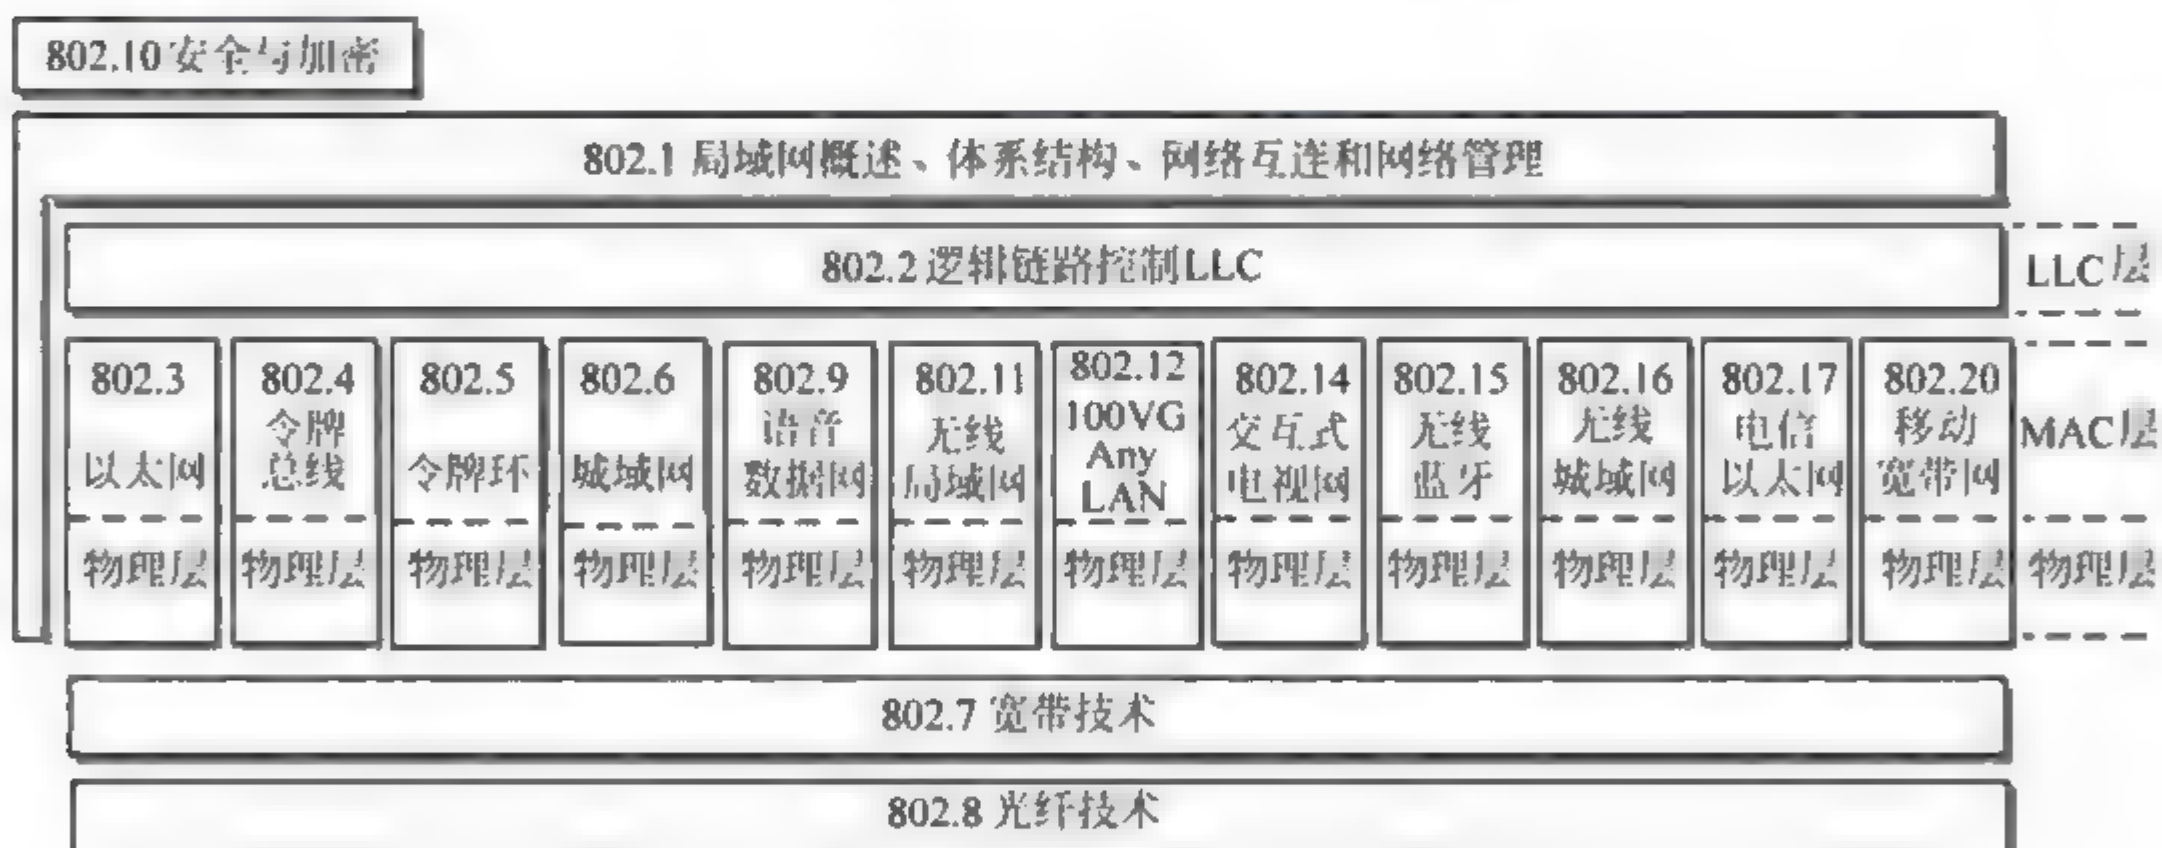 802.10 安全与加密
802.1 局域网概述、体系结构、网络互连和网络管理
802.2 逻辑链路控制LLC
LLC层
802.3
以太网
物理层
802.4
令牌
总线
物理层
802.5
令牌环
物理层
802.6
城域网
物理层
802.9
语音
数据网
物理层
802.11
无线
局域网
物理层
802.12
100VG
Any
LAN
物理层
802.14
交互式
电视网
物理层
802.15
无线
蓝牙
物理层
802.16
无线
城域网
物理层
802.17
电信
以太网
物理层
802.20
移动
宽带网
物理层
MAC层
物理层
802.7 宽带技术
802.8 光纤技术